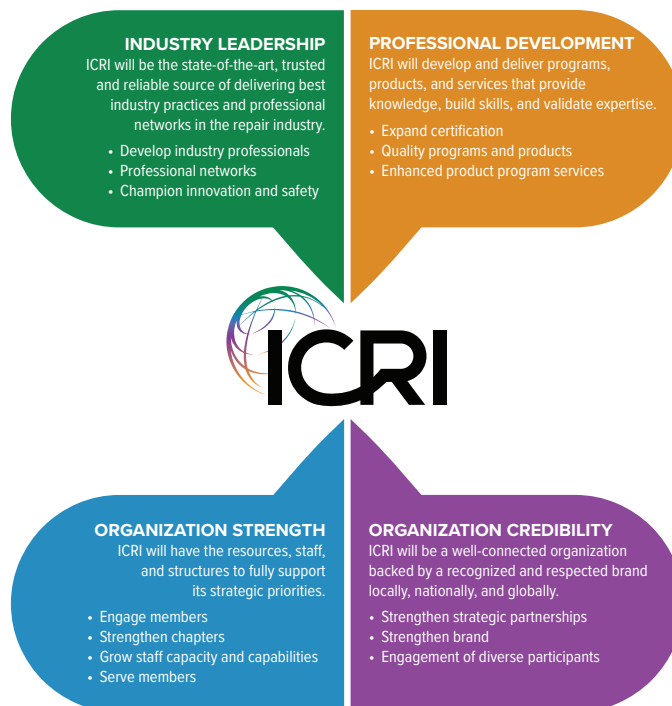 INDUSTRY LEADERSHIP
ICRI will be the state-of-the-art, trusted
and reliable source of delivering best
industry practices and professional
networks in the repair industry.
• Develop industry professionals
• Professional networks
• Champion innovation and safety
PROFESSIONAL DEVELOPMENT
ICRI will develop and deliver programs,
products, and services that provide
knowledge, build skills, and validate expertise.
• Expand certification
• Quality programs and products
• Enhanced product program services
ICRI
ORGANIZATION STRENGTH
ICRI will have the resources, staff,
and structures to fully support
its strategic priorities.
• Engage members
• Strengthen chapters
• Grow staff capacity and capabilities
• Serve members
ORGANIZATION CREDIBILITY
ICRI will be a well-connected organization
backed by a recognized and respected brand
locally, nationally, and globally.
• Strengthen strategic partnerships
• Strengthen brand
• Engagement of diverse participants